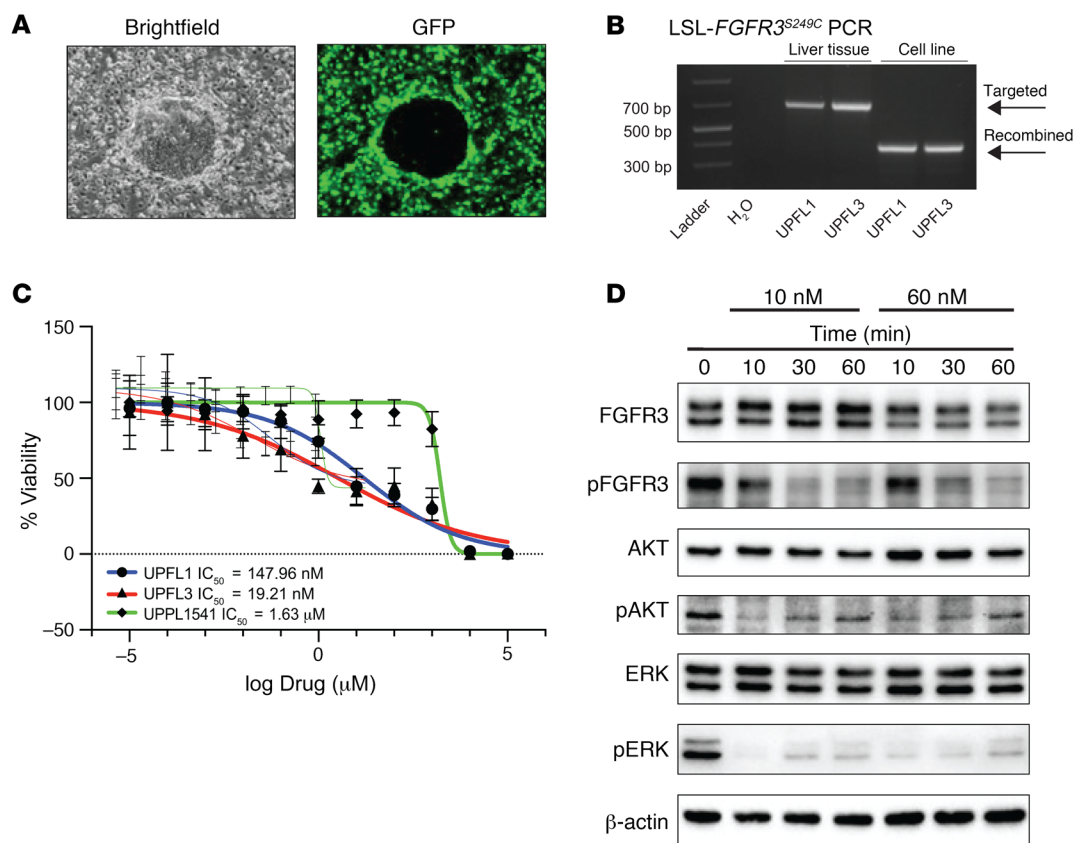 A
Brightfield
GFP
B
LSL-FGFR3S249C PCR
Liver tissue
Cell line
700 bp
500 bp
300 bp
Targeted
Recombined
Ladder
H2O
UPFL1
UPFL3
UPFL1
UPFL3
C
% Viability
150
100
50
0
–50
UPFL1 IC50 = 147.96 nM
UPFL3 IC50 = 19.21 nM
UPPL1541 IC50 = 1.63 μM
–5
0
5
log Drug (μM)
D
10 nM
60 nM
Time (min)
0 10 30 60 10 30 60
FGFR3
pFGFR3
AKT
pAKT
ERK
pERK
β-actin